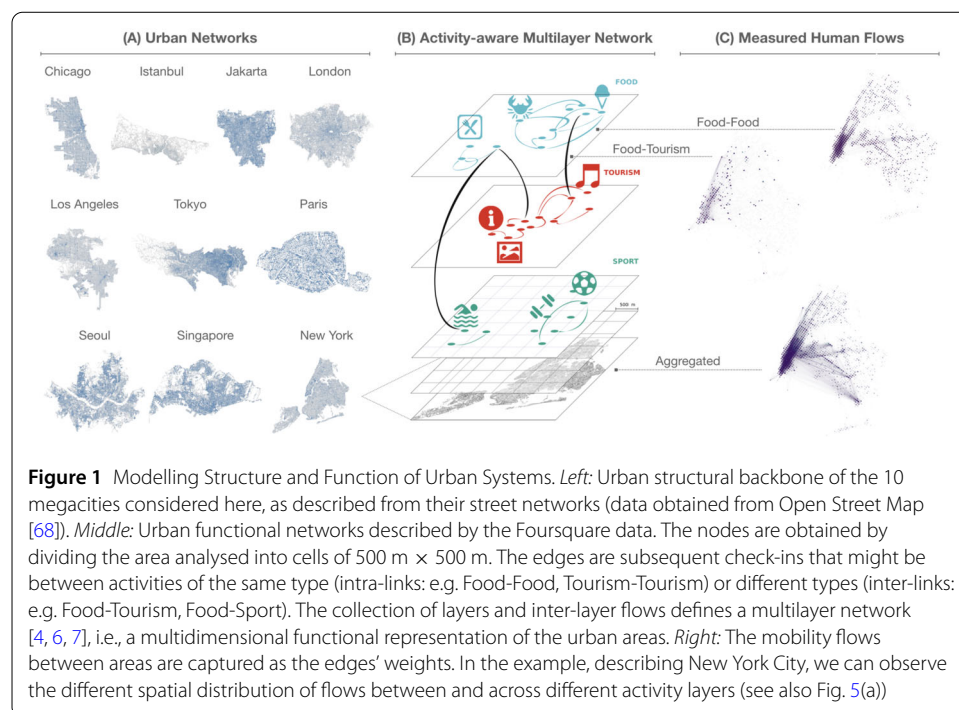 (A) Urban Networks
(B) Activity-aware Multilayer Network
(C) Measured Human Flows
Chicago
Istanbul
Jakarta
London
Los Angeles
Tokyo
Paris
Seoul
Singapore
New York
FOOD
TOURISM
SPORT
500 m
Food-Food
Food-Tourism
Aggregated
Figure 1 Modelling Structure and Function of Urban Systems. Left: Urban structural backbone of the 10
megacities considered here, as described from their street networks (data obtained from Open Street Map
[68]). Middle: Urban functional networks described by the Foursquare data. The nodes are obtained by
dividing the area analysed into cells of 500 m × 500 m. The edges are subsequent check-ins that might be
between activities of the same type (intra-links: e.g. Food-Food, Tourism-Tourism) or different types (inter-links:
e.g. Food-Tourism, Food-Sport). The collection of layers and inter-layer flows defines a multilayer network
[4, 6, 7], i.e., a multidimensional functional representation of the urban areas. Right: The mobility flows
between areas are captured as the edges’ weights. In the example, describing New York City, we can observe
the different spatial distribution of flows between and across different activity layers (see also Fig. 5(a))